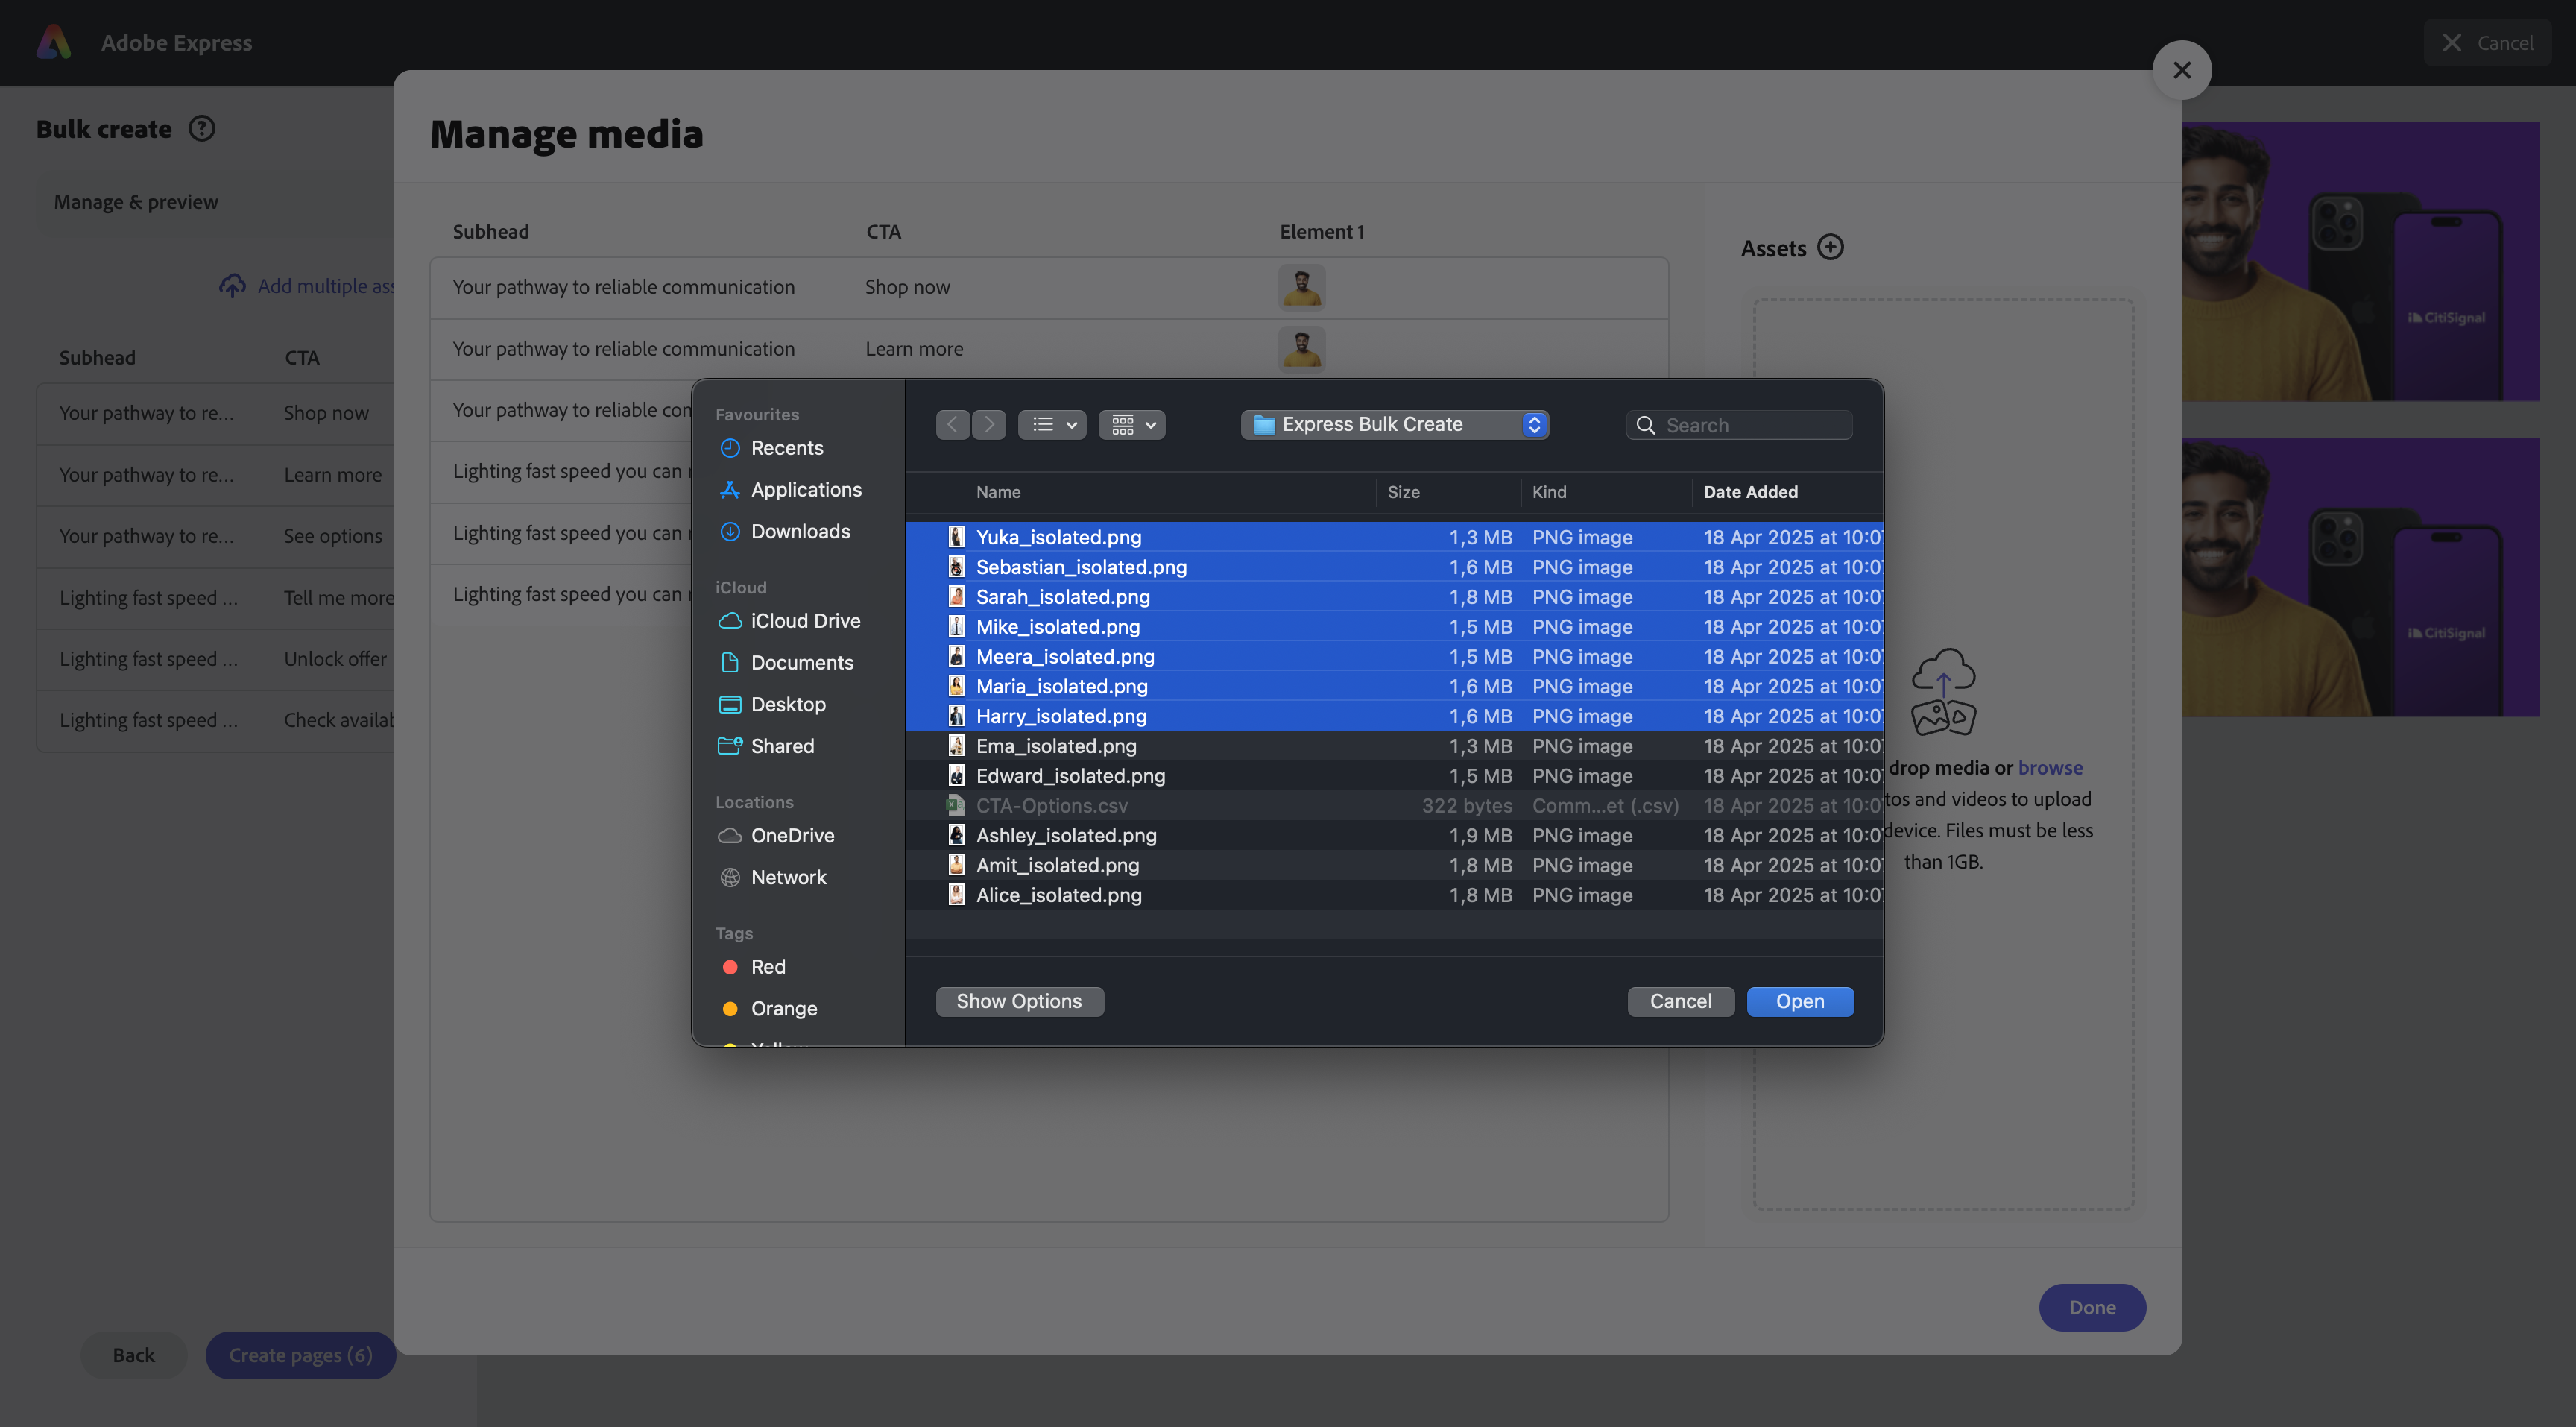 Adobe Express
Cancel
Bulk create
Manage & preview
Add multiple ass
Subhead
CTA
Your pathway to re...
Shop now
Your pathway to re...
Learn more
Your pathway to re...
See options
Lighting fast speed ...
Tell me more
Lighting fast speed ...
Unlock offer
Lighting fast speed ...
Check availab
Back
Create pages (6)
Manage media
Subhead
CTA
Element 1
Your pathway to reliable communication
Shop now
Your pathway to reliable communication
Learn more
Your pathway to reliable con
Lighting fast speed you can r
Lighting fast speed you can r
Lighting fast speed you can r
Assets
drop media or browse
tos and videos to upload
device. Files must be less
than 1GB.
Done
Favourites
Recents
Applications
Downloads
iCloud
iCloud Drive
Documents
Desktop
Shared
Locations
OneDrive
Network
Tags
Red
Orange
Express Bulk Create
Search
Name
Size
Kind
Date Added
Yuka_isolated.png 1,3 MB PNG image 18 Apr 2025 at 10:0
Sebastian_isolated.png 1,6 MB PNG image 18 Apr 2025 at 10:0
Sarah_isolated.png 1,8 MB PNG image 18 Apr 2025 at 10:0
Mike_isolated.png 1,5 MB PNG image 18 Apr 2025 at 10:0
Meera_isolated.png 1,5 MB PNG image 18 Apr 2025 at 10:0
Maria_isolated.png 1,6 MB PNG image 18 Apr 2025 at 10:0
Harry_isolated.png 1,6 MB PNG image 18 Apr 2025 at 10:0
Ema_isolated.png 1,3 MB PNG image 18 Apr 2025 at 10:0
Edward_isolated.png 1,5 MB PNG image 18 Apr 2025 at 10:0
CTA-Options.csv 322 bytes Comm...et (.csv) 18 Apr 2025 at 10:0
Ashley_isolated.png 1,9 MB PNG image 18 Apr 2025 at 10:0
Amit_isolated.png 1,8 MB PNG image 18 Apr 2025 at 10:0
Alice_isolated.png 1,8 MB PNG image 18 Apr 2025 at 10:0
Show Options
Cancel
Open
CitiSignal
CitiSignal